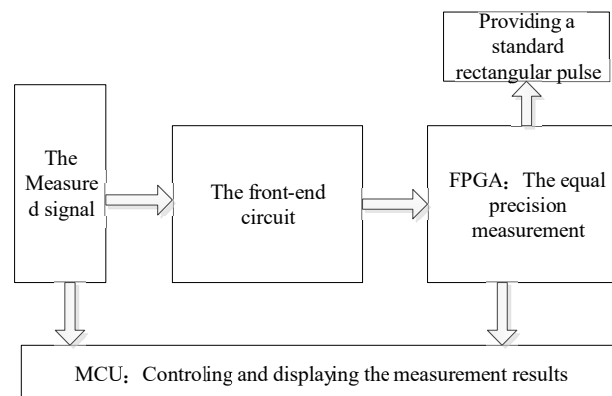 Providing a
standard
rectangular pulse
The
Measure
d signal
The front-end
circuit
FPGA：The equal
precision
measurement
MCU：Controling and displaying the measurement results